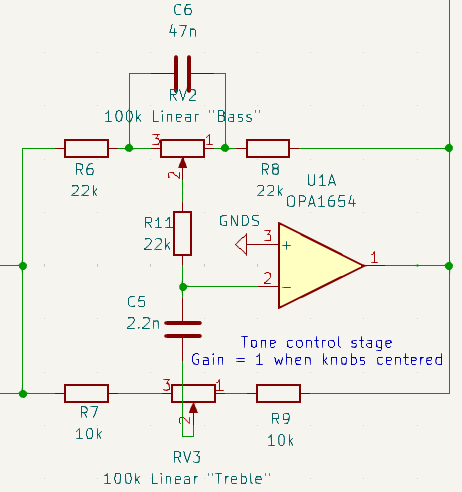 C6
47n
RV2
100k Linear "Bass"
3
1
2
R6
22k
R8
22k
U1A
OPA1654
R11
22k
GNDS
3
+
1
2
−
C5
2.2n
Tone control stage
Gain = 1 when knobs centered
3
1
2
R7
10k
R9
10k
RV3
100k Linear "Treble"